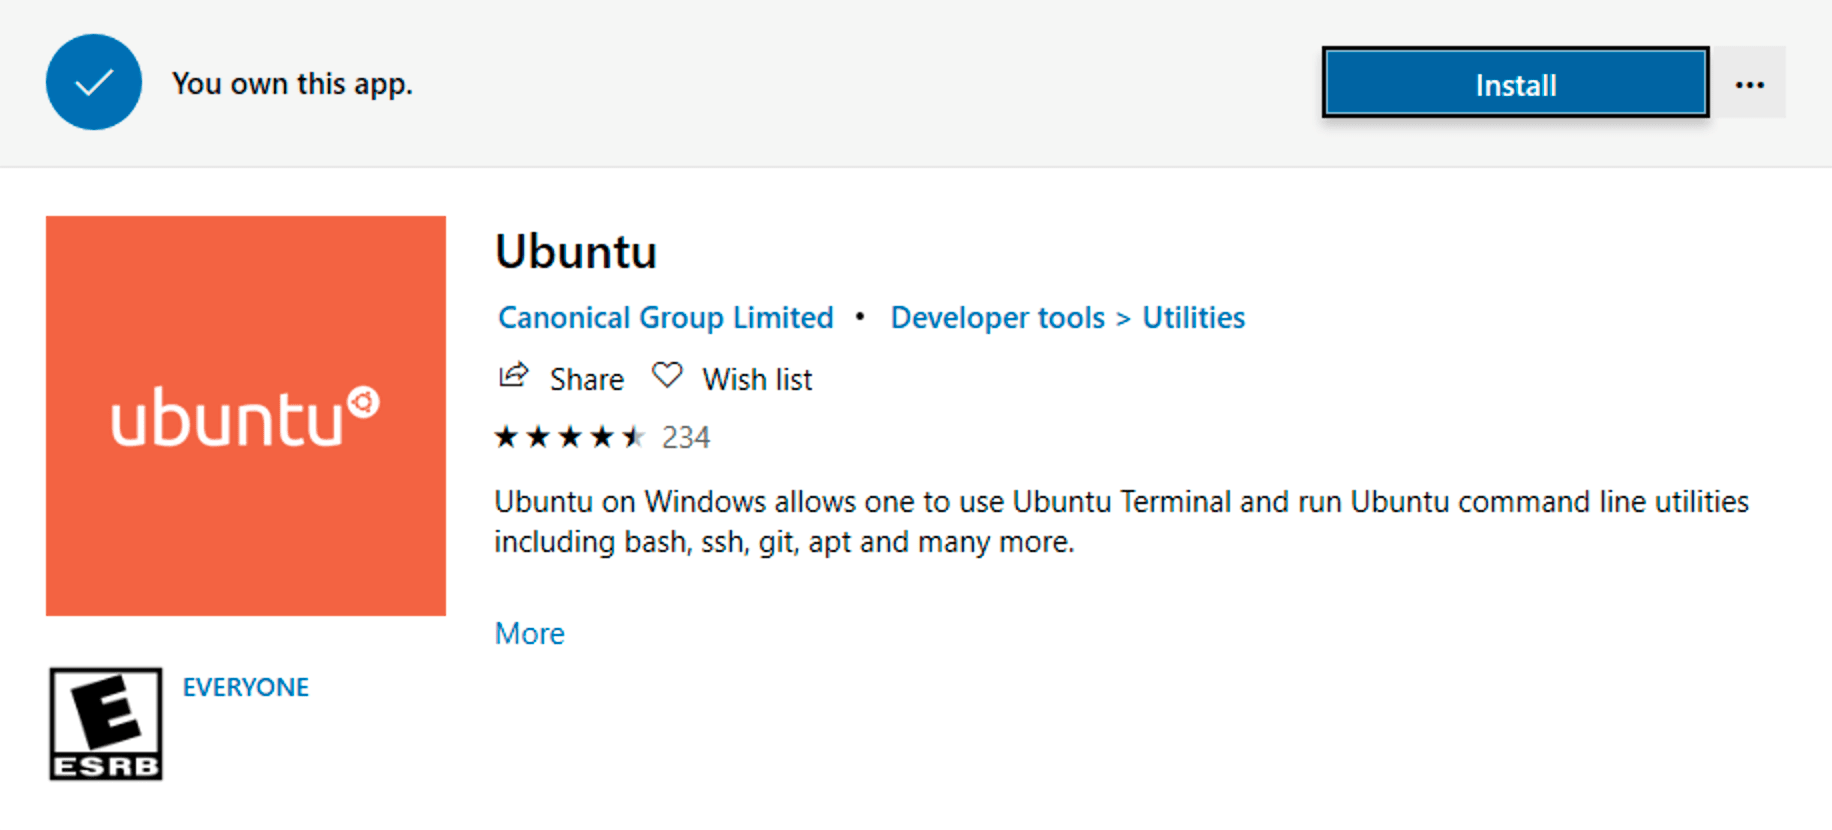 You own this app.
Install
ubuntu
Ubuntu
Canonical Group Limited • Developer tools > Utilities
Share Wish list
234
Ubuntu on Windows allows one to use Ubuntu Terminal and run Ubuntu command line utilities
including bash, ssh, git, apt and many more.
More
E
ESRB
EVERYONE